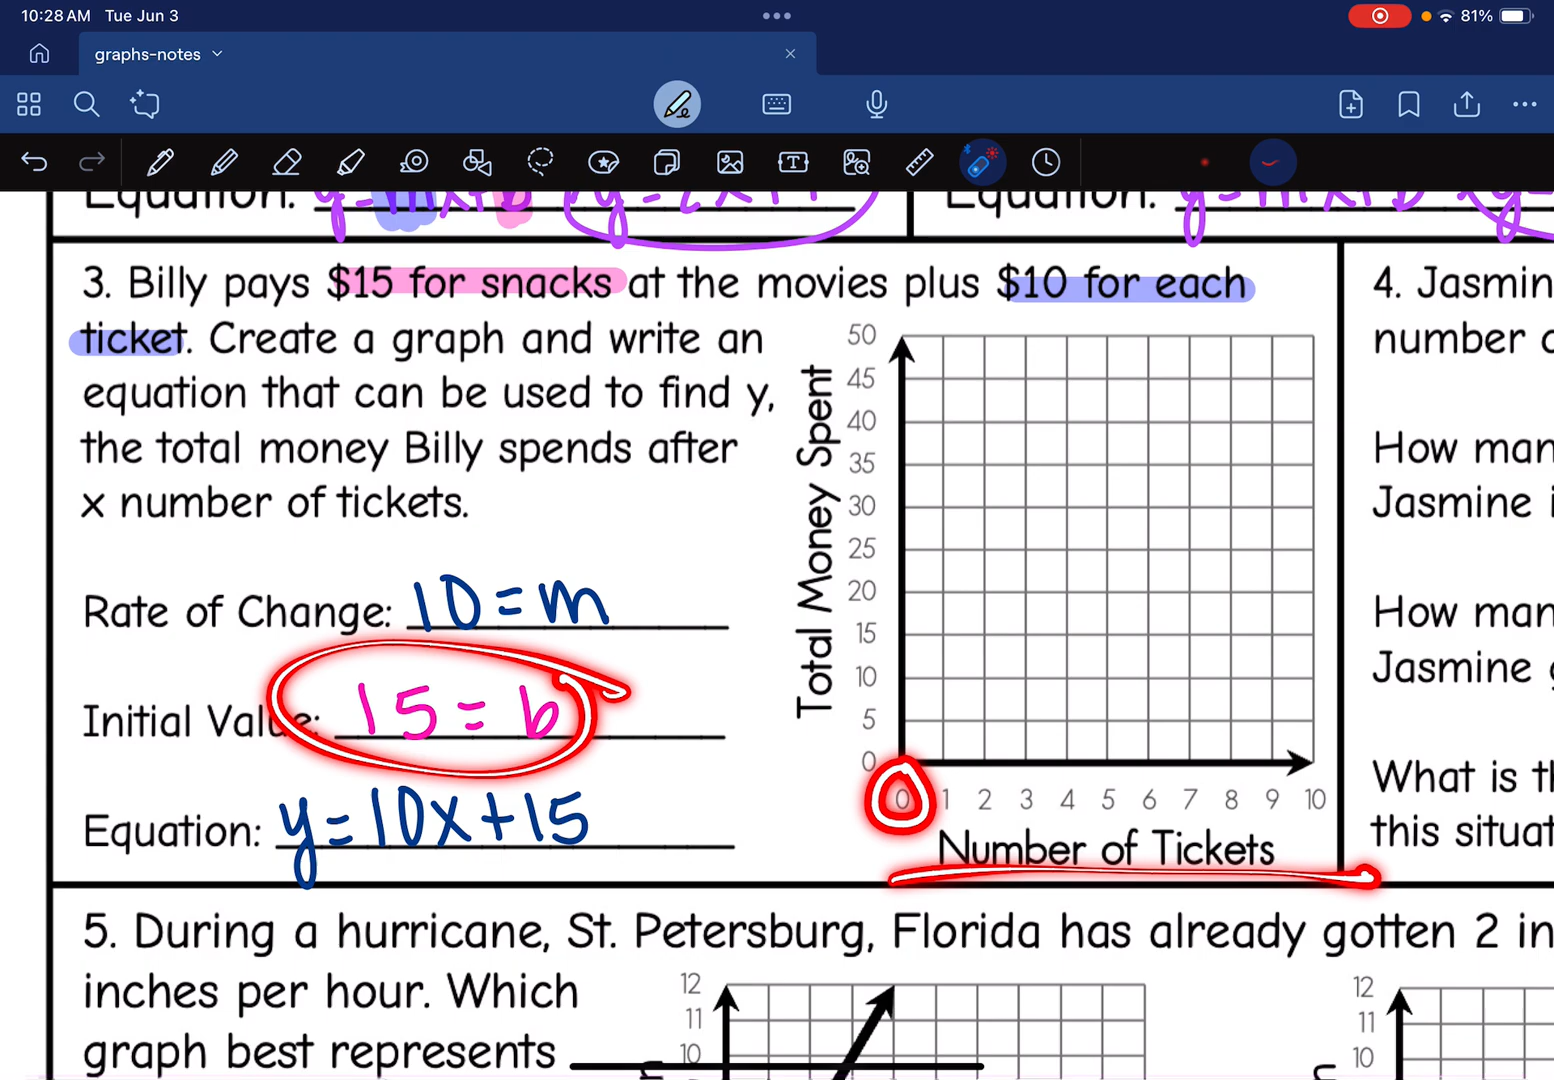 10:28 AM Tue Jun 3
81%
graphs-notes
Equation: y=mx+b y=2x+1
Equation: y=mx+b y=
3. Billy pays $15 for snacks at the movies plus $10 for each
ticket. Create a graph and write an
equation that can be used to find y,
the total money Billy spends after
x number of tickets.
Rate of Change: 10=m
Initial Value: 15=b
Equation: y=10x+15
Total Money Spent
50
45
40
35
30
25
20
15
10
5
0
0 1 2 3 4 5 6 7 8 9 10
Number of Tickets
4. Jasmin
number
How man
Jasmine i
How man
Jasmine
What is th
this situat
5. During a hurricane, St. Petersburg, Florida has already gotten 2 in
inches per hour. Which
graph best represents
12
11
10
12
11
10